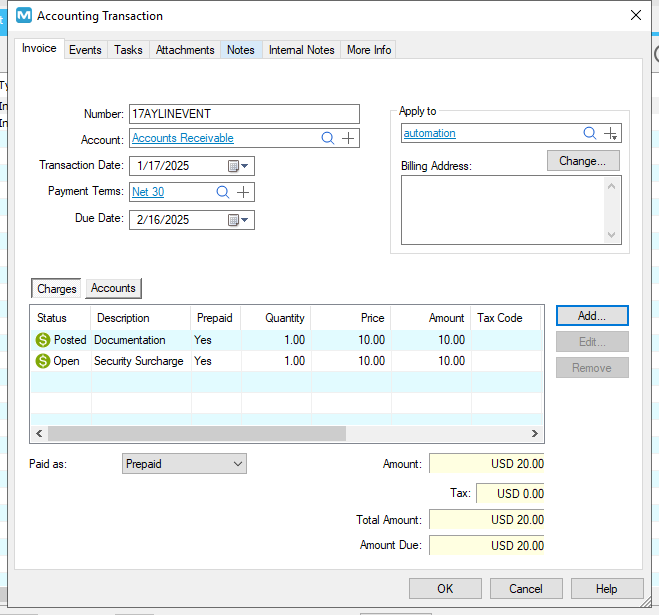 Accounting Transaction
Invoice Events Tasks Attachments Notes Internal Notes More Info
Number: 17AYLINEVENT
Account: Accounts Receivable
Transaction Date: 1/17/2025
Payment Terms: Net 30
Due Date: 2/16/2025
Apply to
automation
Change...
Billing Address:
Charges Accounts
Status Description Prepaid Quantity Price Amount Tax Code
Posted Documentation Yes 1.00 10.00 10.00
Open Security Surcharge Yes 1.00 10.00 10.00
Add...
Edit...
Remove
Paid as: Prepaid
Amount: USD 20.00
Tax: USD 0.00
Total Amount: USD 20.00
Amount Due: USD 20.00
OK Cancel Help